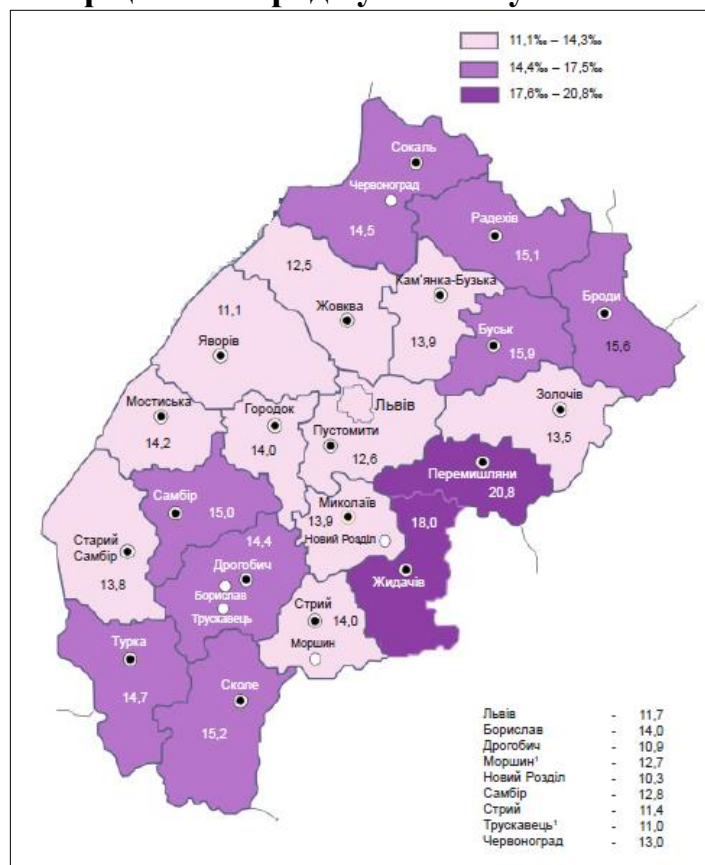 11,1‰ – 14,3‰
14,4‰ – 17,5‰
17,6‰ – 20,8‰
Сокаль
Червоноград
14,5
Радехів
15,1
12,5
Кам'янка-Бузька
Броди
11,1
Жовква
Буськ
15,6
Яворів
13,9
15,9
Мостиська
Городок
Львів
Золочів
14,2
14,0
Пустомити
12,6
13,5
Перемишляни
20,8
Самбір
15,0
Миколаїв
13,9
18,0
Старий
Самбір
14,4
Новий Розділ
Дрогобич
13,8
Борислав
Жидачів
Трускавець
Стрий
14,0
Турка
Моршин
14,7
Сколе
15,2
Львів - 11,7
Борислав - 14,0
Дрогобич - 10,9
Моршин¹ - 12,7
Новий Розділ - 10,3
Самбір - 12,8
Стрий - 11,4
Трускавець¹ - 11,0
Червоноград - 13,0